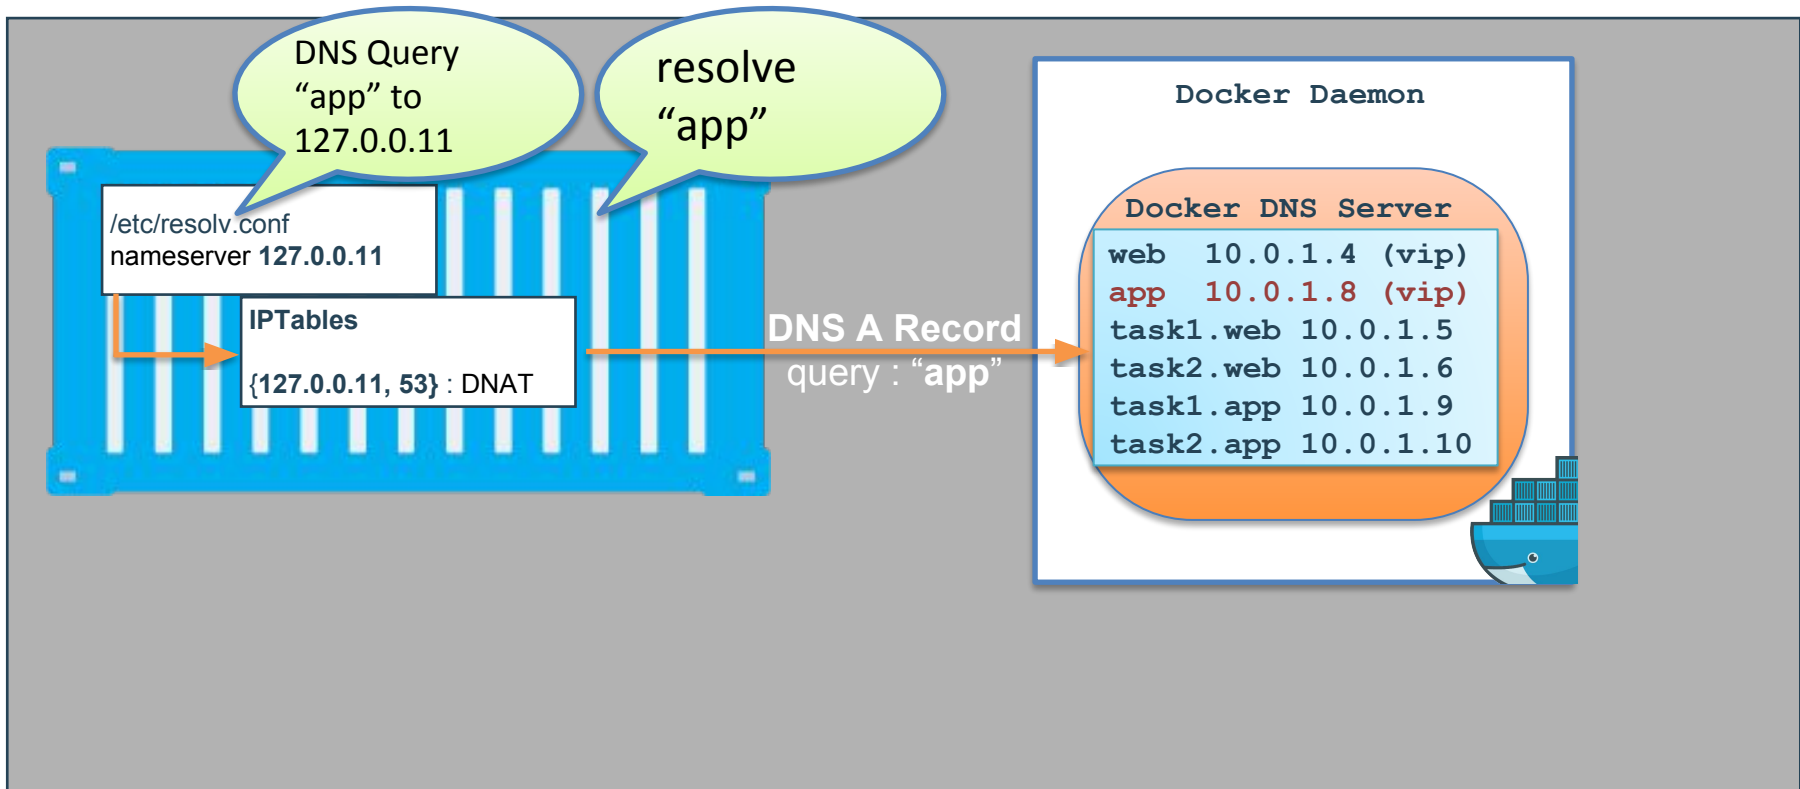 DNS Query
“app” to
127.0.0.11
resolve
“app”
/etc/resolv.conf
nameserver 127.0.0.11
IPTables
{127.0.0.11, 53} : DNAT
DNS A Record
query : “app”
Docker Daemon
Docker DNS Server
web 10.0.1.4 (vip)
app 10.0.1.8 (vip)
task1.web 10.0.1.5
task2.web 10.0.1.6
task1.app 10.0.1.9
task2.app 10.0.1.10